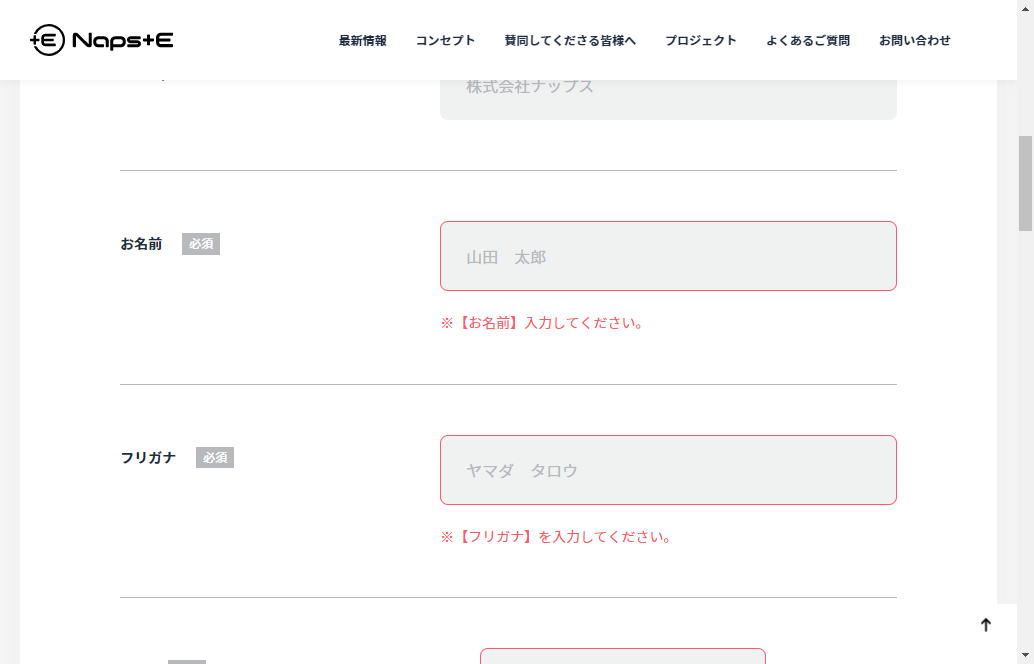 Naps+E
最新情報 コンセプト 賛同してくださる皆様へ プロジェクト よくあるご質問 お問い合わせ
株式会社ナップス
お名前 必須
山田　太郎
※【お名前】入力してください。
フリガナ 必須
ヤマダ　タロウ
※【フリガナ】を入力してください。